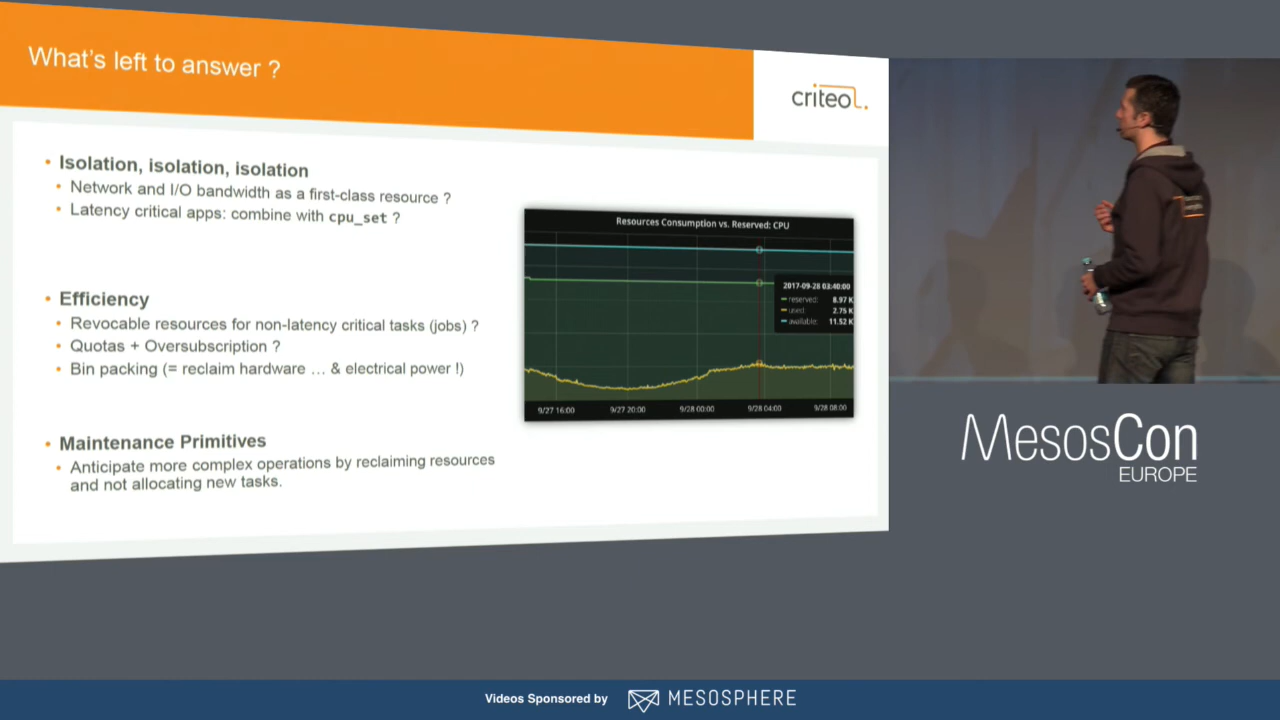 What's left to answer ?
criteo.
• Isolation, isolation, isolation
• Network and I/O bandwidth as a first-class resource ?
• Latency critical apps: combine with cpu_set ?
• Efficiency
• Revocable resources for non-latency critical tasks (jobs) ?
• Quotas + Oversubscription ?
• Bin packing (= reclaim hardware ... & electrical power !)
• Maintenance Primitives
• Anticipate more complex operations by reclaiming resources
and not allocating new tasks.
Resources Consumption vs. Reserved: CPU
2017-09-28 03:40:00
reserved: 8.97 K
used: 2.75 K
available: 11.52 K
9/27 16:00 9/27 20:00 9/28 00:00 9/28 04:00 9/28 08:00
MesosCon
EUROPE
Videos Sponsored by MESOSPHERE